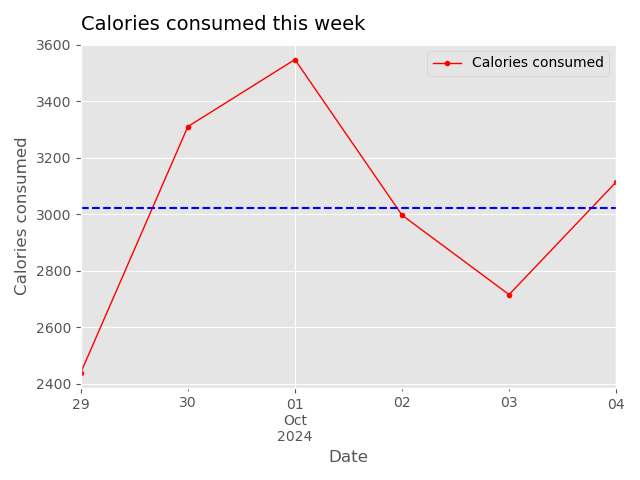 Calories consumed this week
3600
Calories consumed
3400
3200
3000
2800
2600
2400
Calories consumed
29 30 01 02 03 04
Oct
2024
Date